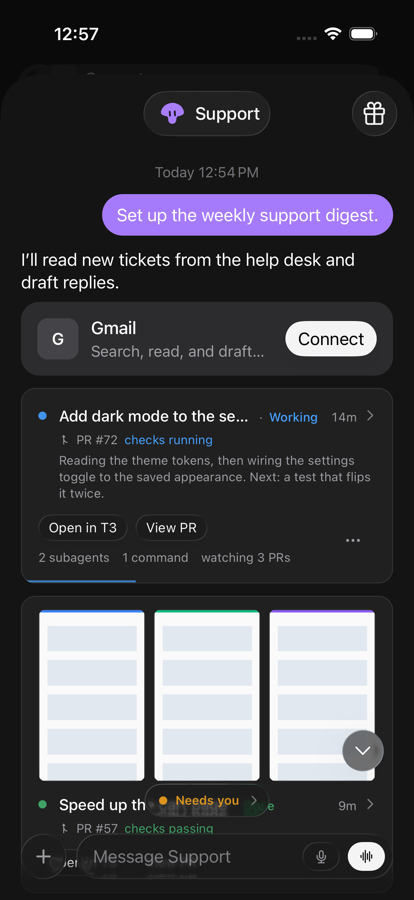 12:57
Support
Today 12:54 PM
Set up the weekly support digest.
I'll read new tickets from the help desk and
draft replies.
G
Gmail
Search, read, and draft...
Connect
Add dark mode to the se... · Working 14m
PR #72 checks running
Reading the theme tokens, then wiring the settings
toggle to the saved appearance. Next: a test that flips
it twice.
Open in T3
View PR
2 subagents 1 command watching 3 PRs
Speed up th
9m
Needs you
PR #57 checks passing
Message Support